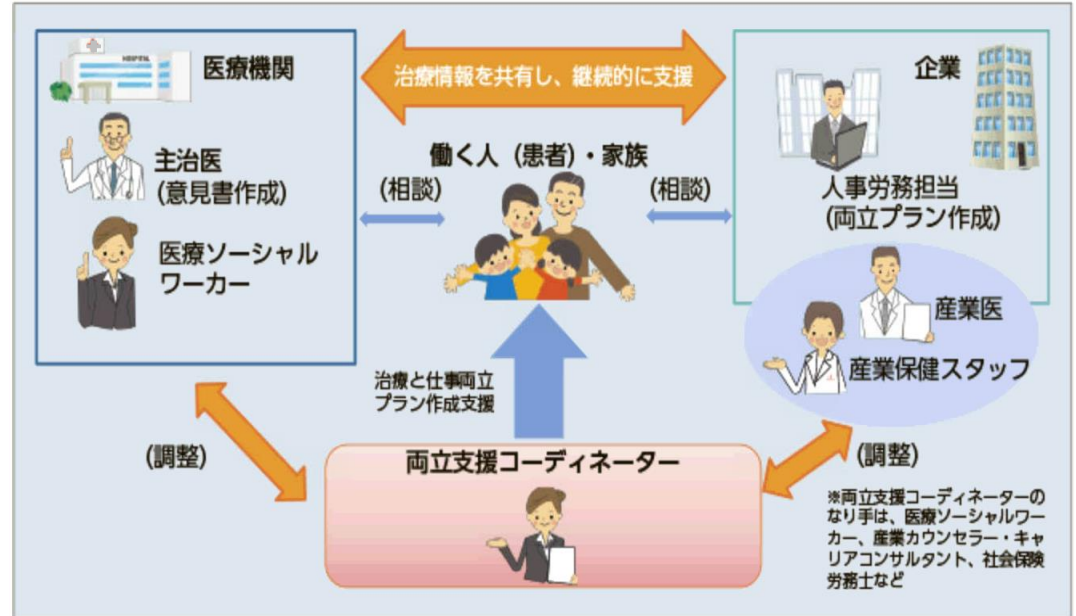 HOSPITAL
医療機関
治療情報を共有し、継続的に支援
企業
主治医
(意見書作成)
医療ソーシャル
ワーカー
働く人（患者）・家族
(相談)
(相談)
人事労務担当
(両立プラン作成)
産業医
産業保健スタッフ
治療と仕事両立
プラン作成支援
(調整)
両立支援コーディネーター
(調整)
※両立支援コーディネーターの
なり手は、医療ソーシャルワー
カー、産業カウンセラー・キャ
リアコンサルタント、社会保険
労務士など